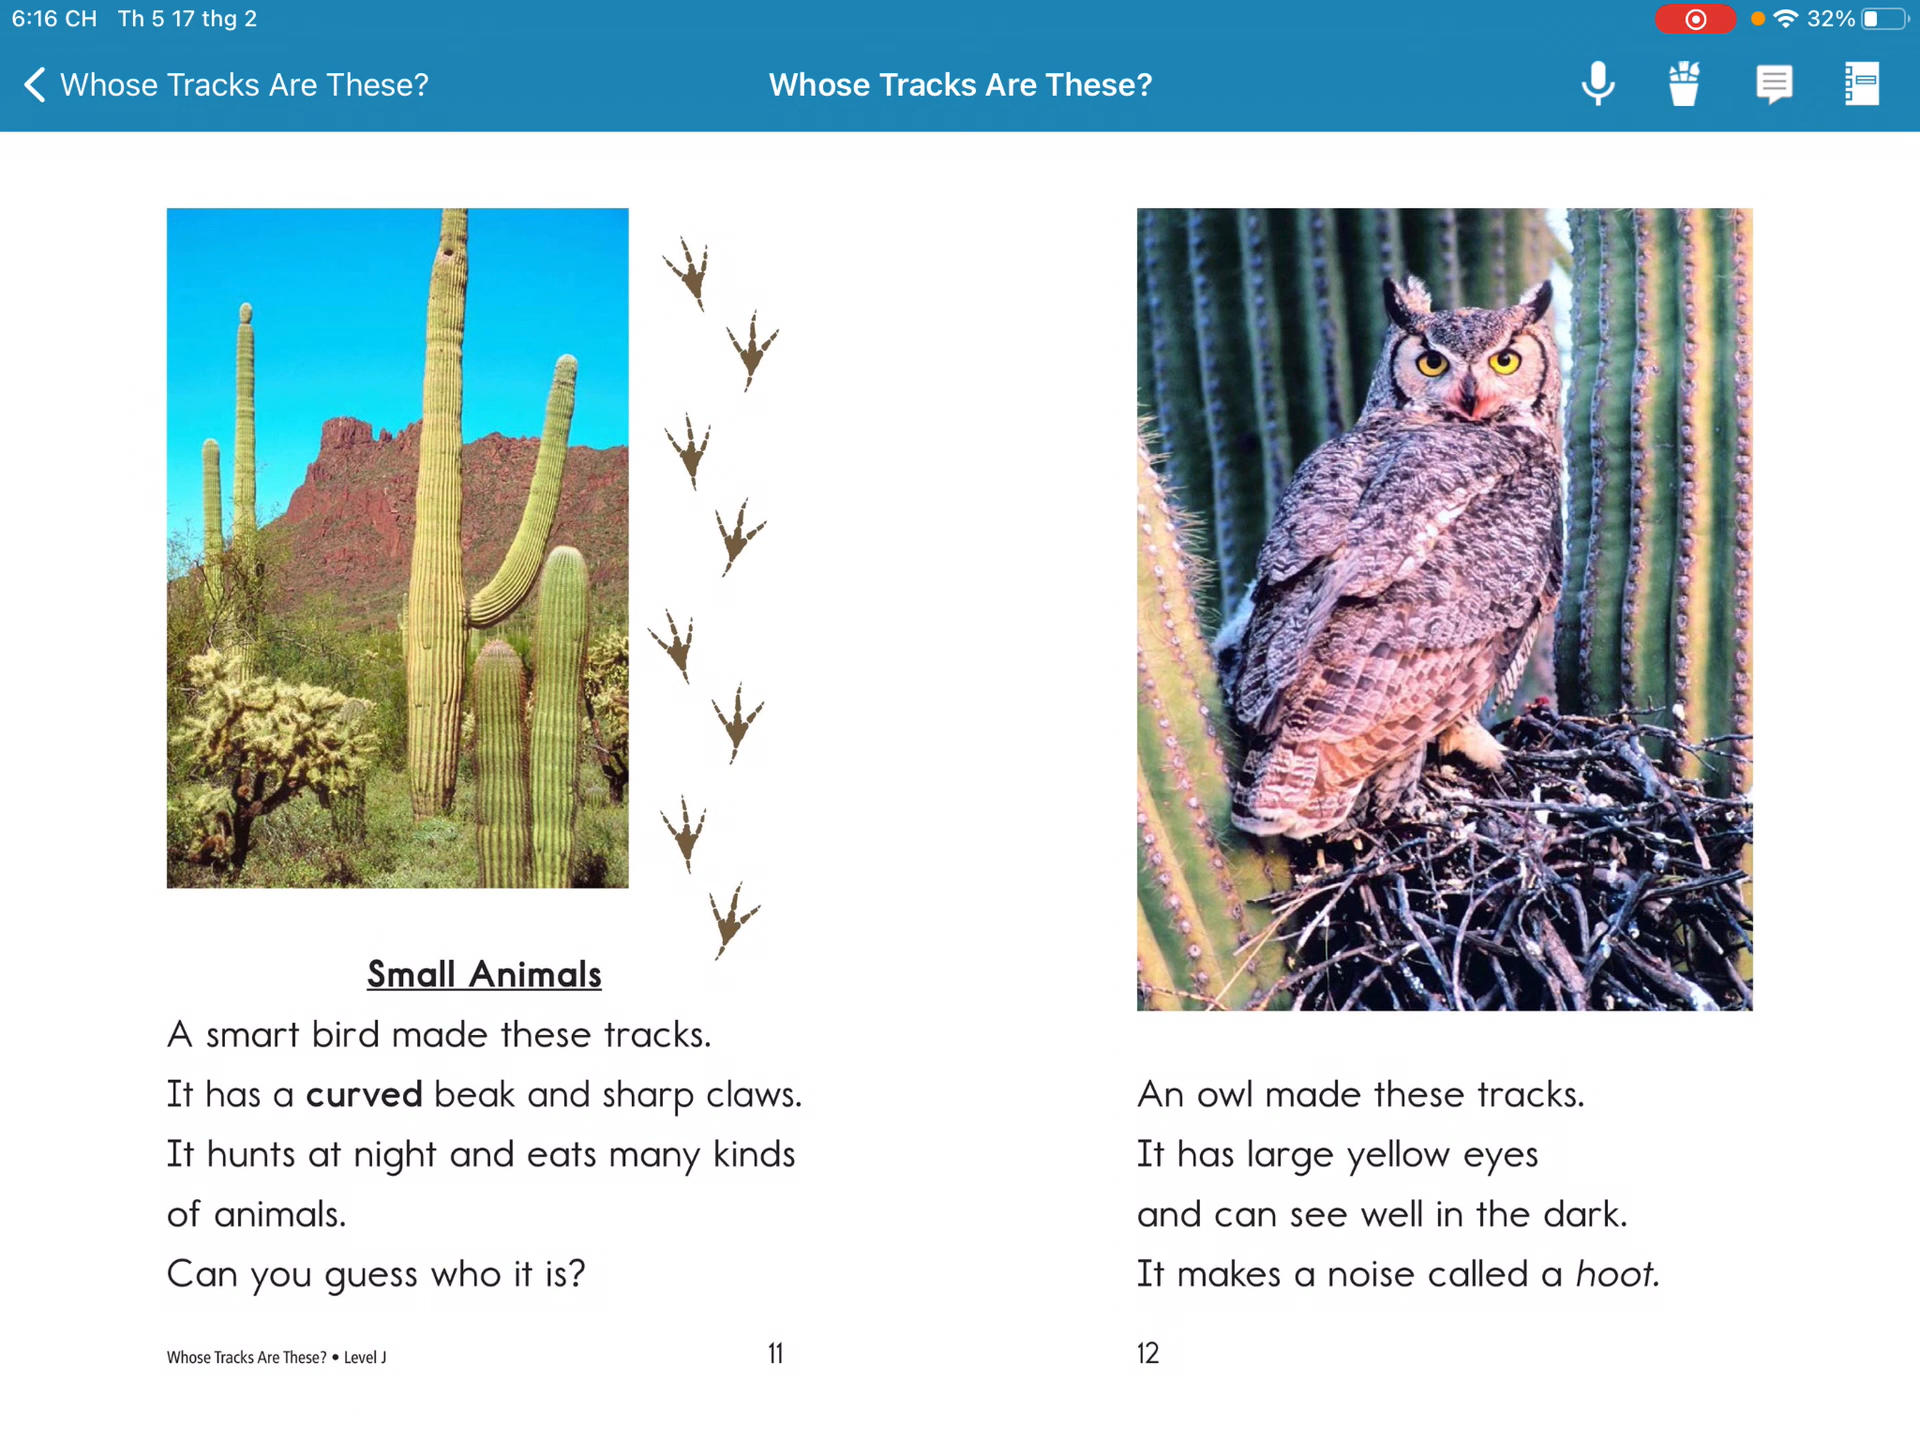 6:16 CH Th 5 17 thg 2
32%
Whose Tracks Are These?
Whose Tracks Are These?
Small Animals
A smart bird made these tracks.
It has a curved beak and sharp claws.
It hunts at night and eats many kinds
of animals.
Can you guess who it is?
Whose Tracks Are These? • Level J
11
An owl made these tracks.
It has large yellow eyes
and can see well in the dark.
It makes a noise called a hoot.
12